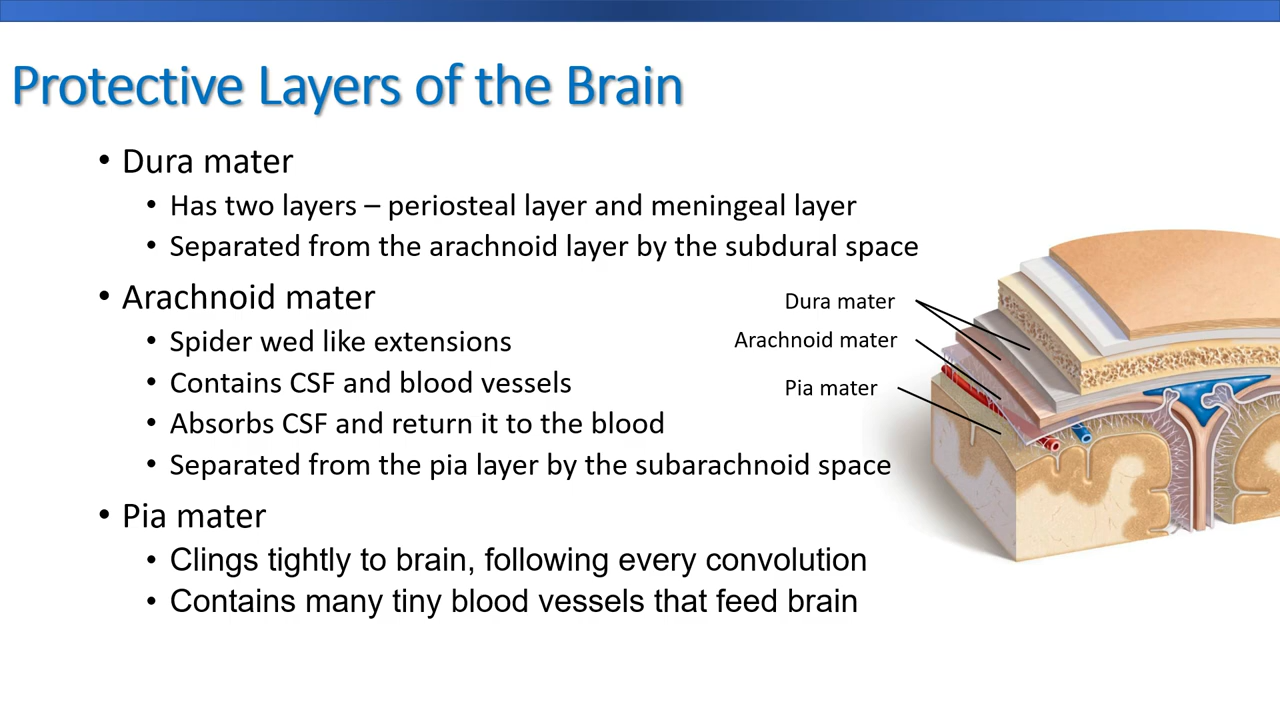 Protective Layers of the Brain
• Dura mater
• Has two layers – periosteal layer and meningeal layer
• Separated from the arachnoid layer by the subdural space
• Arachnoid mater
• Spider wed like extensions
• Contains CSF and blood vessels
• Absorbs CSF and return it to the blood
• Separated from the pia layer by the subarachnoid space
• Pia mater
• Clings tightly to brain, following every convolution
• Contains many tiny blood vessels that feed brain
Dura mater
Arachnoid mater
Pia mater